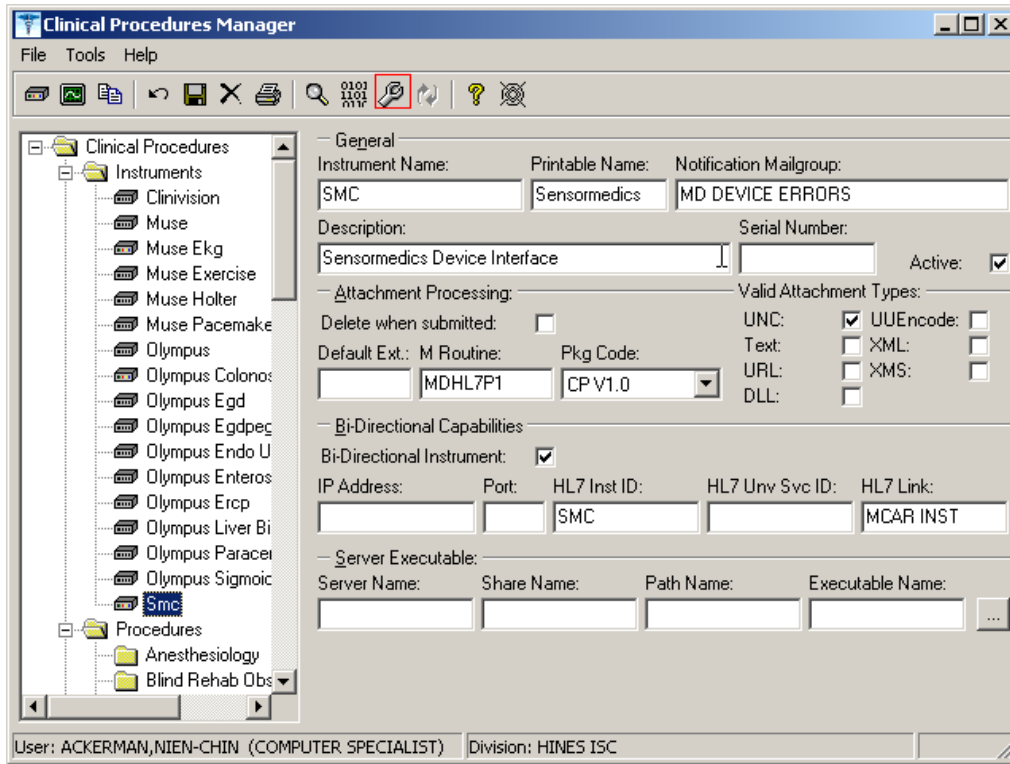 Clinical Procedures Manager
File Tools Help
0101
1101
Clinical Procedures
Instruments
Clinivision
Muse
Muse Ekg
Muse Exercise
Muse Holter
Muse Pacemake
Olympus
Olympus Colonos
Olympus Egd
Olympus Egdpeg
Olympus Endo U
Olympus Enteros
Olympus Ercp
Olympus Liver Bi
Olympus Paracer
Olympus Sigmoic
Smc
Procedures
Anesthesiology
Blind Rehab Obs
General
Instrument Name: Printable Name: Notification Mailgroup:
SMC Sensormedics MD DEVICE ERRORS
Description: Serial Number:
Sensormedics Device Interface
Active:
Attachment Processing: Valid Attachment Types:
Delete when submitted: UNC: UUEncode:
Text: XML:
Default Ext.: M Routine: Pkg Code:
URL: XMS:
MDHL7P1 CP V1.0
DLL:
Bi-Directional Capabilities
Bi-Directional Instrument:
IP Address: Port: HL7 Inst ID: HL7 Unv Svc ID: HL7 Link:
SMC MCAR INST
Server Executable:
Server Name: Share Name: Path Name: Executable Name:
...
User: ACKERMAN,NIEN-CHIN (COMPUTER SPECIALIST) Division: HINES ISC